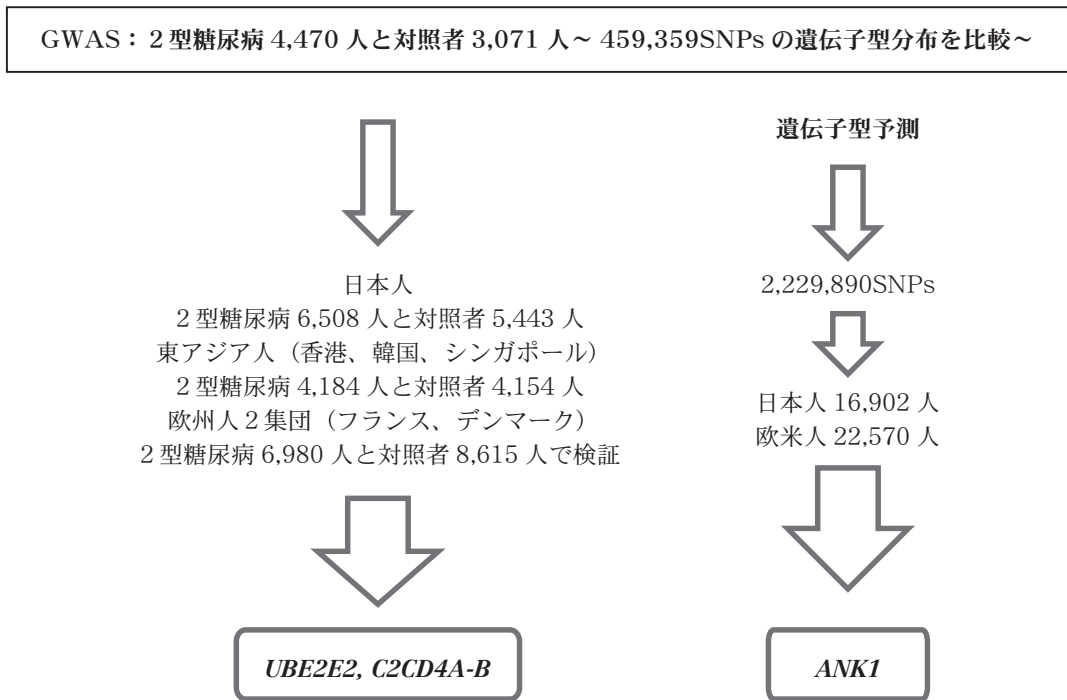 GWAS：２型糖尿病 4,470 人と対照者 3,071 人～ 459,359SNPs の遺伝子型分布を比較～
日本人
２型糖尿病 6,508 人と対照者 5,443 人
東アジア人（香港、韓国、シンガポール）
２型糖尿病 4,184 人と対照者 4,154 人
欧州人２集団（フランス、デンマーク）
２型糖尿病 6,980 人と対照者 8,615 人で検証
UBE2E2, C2CD4A-B
遺伝子型予測
2,229,890SNPs
日本人 16,902 人
欧米人 22,570 人
ANK1